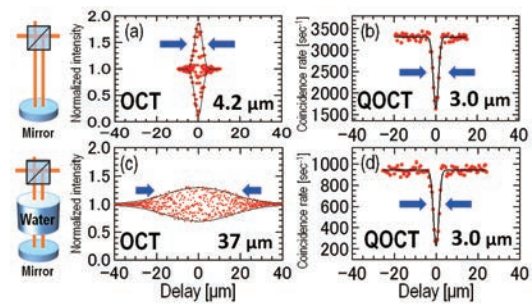 Mirror
Normalized intensity
2.0
1.5
1.0
0.5
0.0
(a)
OCT
4.2 μm
−40
−20
0
20
40
Coincidence rate [sec⁻¹]
3500
3000
2500
2000
1500
(b)
QOCT
3.0 μm
−40
−20
0
20
40
Water
Mirror
Normalized intensity
2.0
1.5
1.0
0.5
0.0
(c)
OCT
37 μm
−40
−20
0
20
40
Delay [μm]
Coincidence rate [sec⁻¹]
1000
800
600
400
200
(d)
QOCT
3.0 μm
−40
−20
0
20
40
Delay [μm]